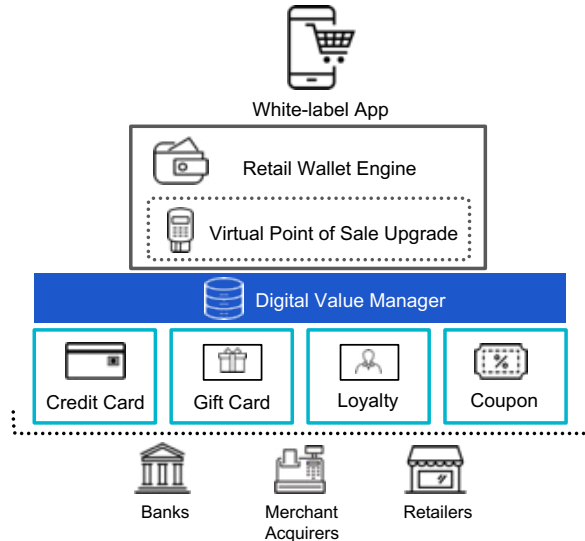 White-label App
Retail Wallet Engine
Virtual Point of Sale Upgrade
Digital Value Manager
Credit Card
Gift Card
Loyalty
Coupon
Banks
Merchant
Acquirers
Retailers